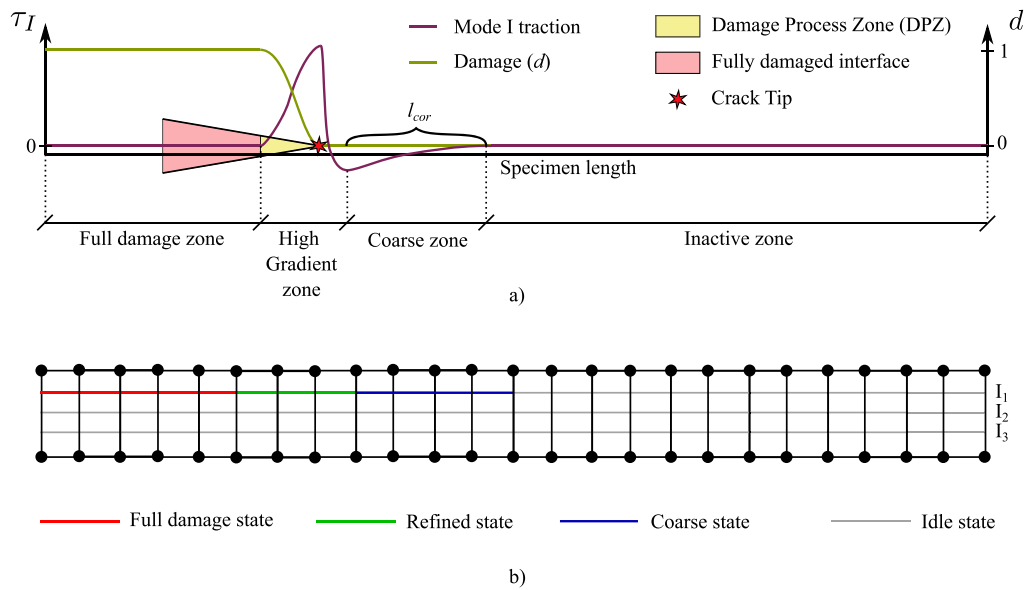 τI
Mode I traction
Damage (d)
Damage Process Zone (DPZ)
Fully damaged interface
Crack Tip
d
1
0
0
lcor
Specimen length
Full damage zone
High
Gradient
zone
Coarse zone
Inactive zone
a)
I1
I2
I3
Full damage state
Refined state
Coarse state
Idle state
b)